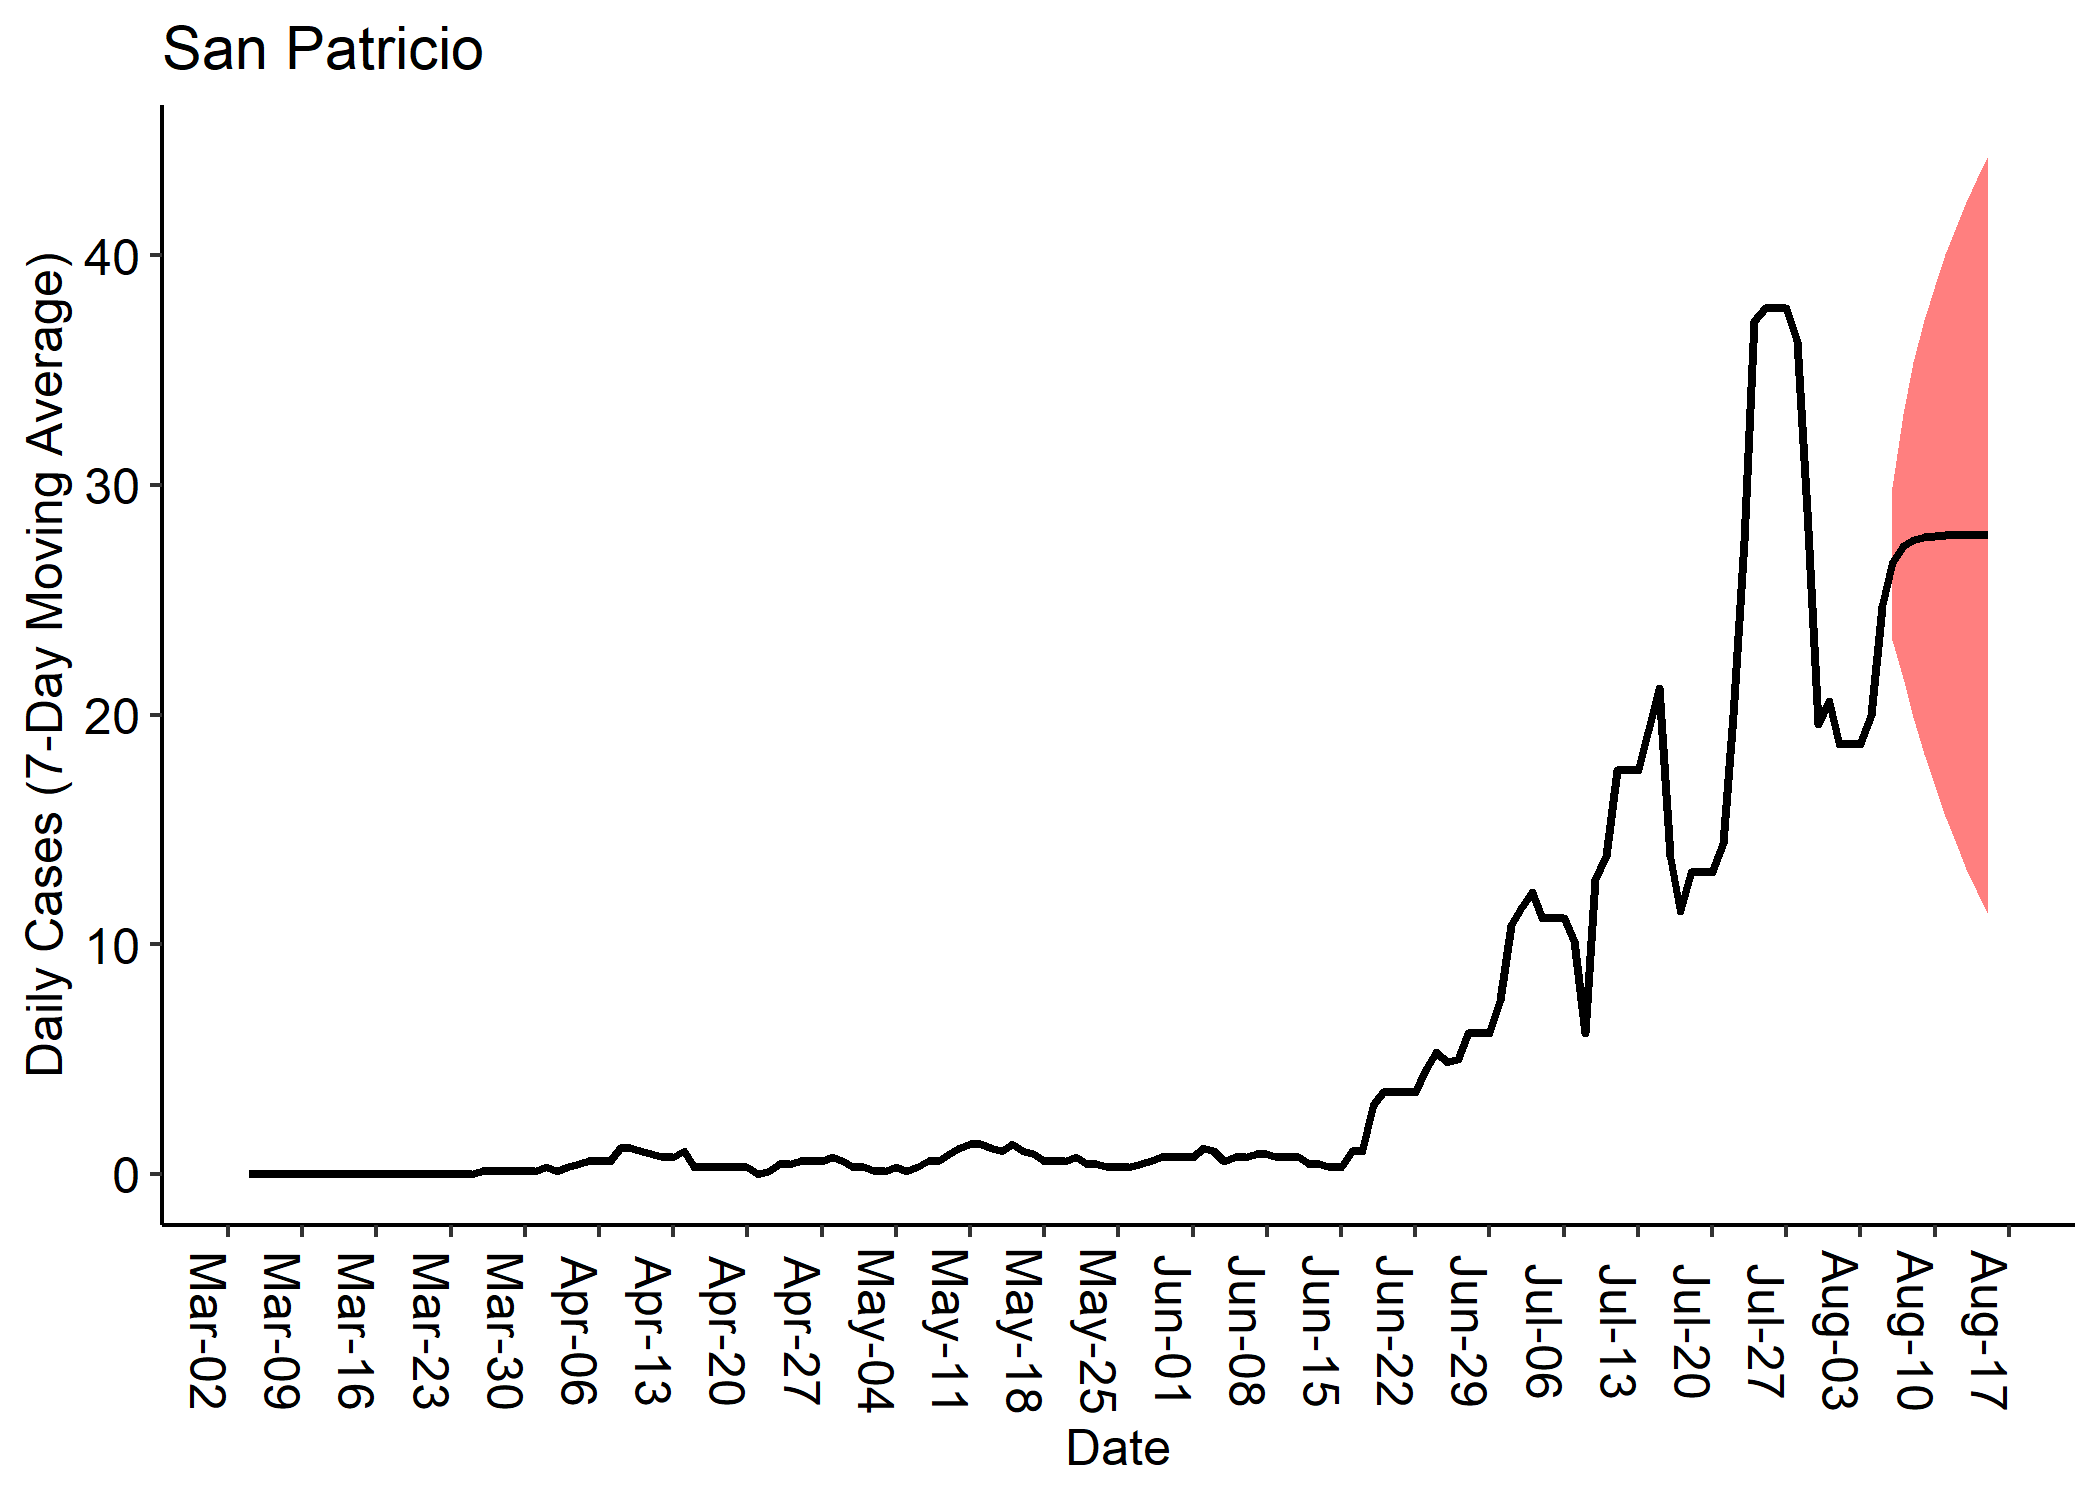 San Patricio
Daily Cases (7-Day Moving Average)
40
30
20
10
0
Mar-02
Mar-09
Mar-16
Mar-23
Mar-30
Apr-06
Apr-13
Apr-20
Apr-27
May-04
May-11
May-18
May-25
Jun-01
Jun-08
Jun-15
Jun-22
Jun-29
Jul-06
Jul-13
Jul-20
Jul-27
Aug-03
Aug-10
Aug-17
Date